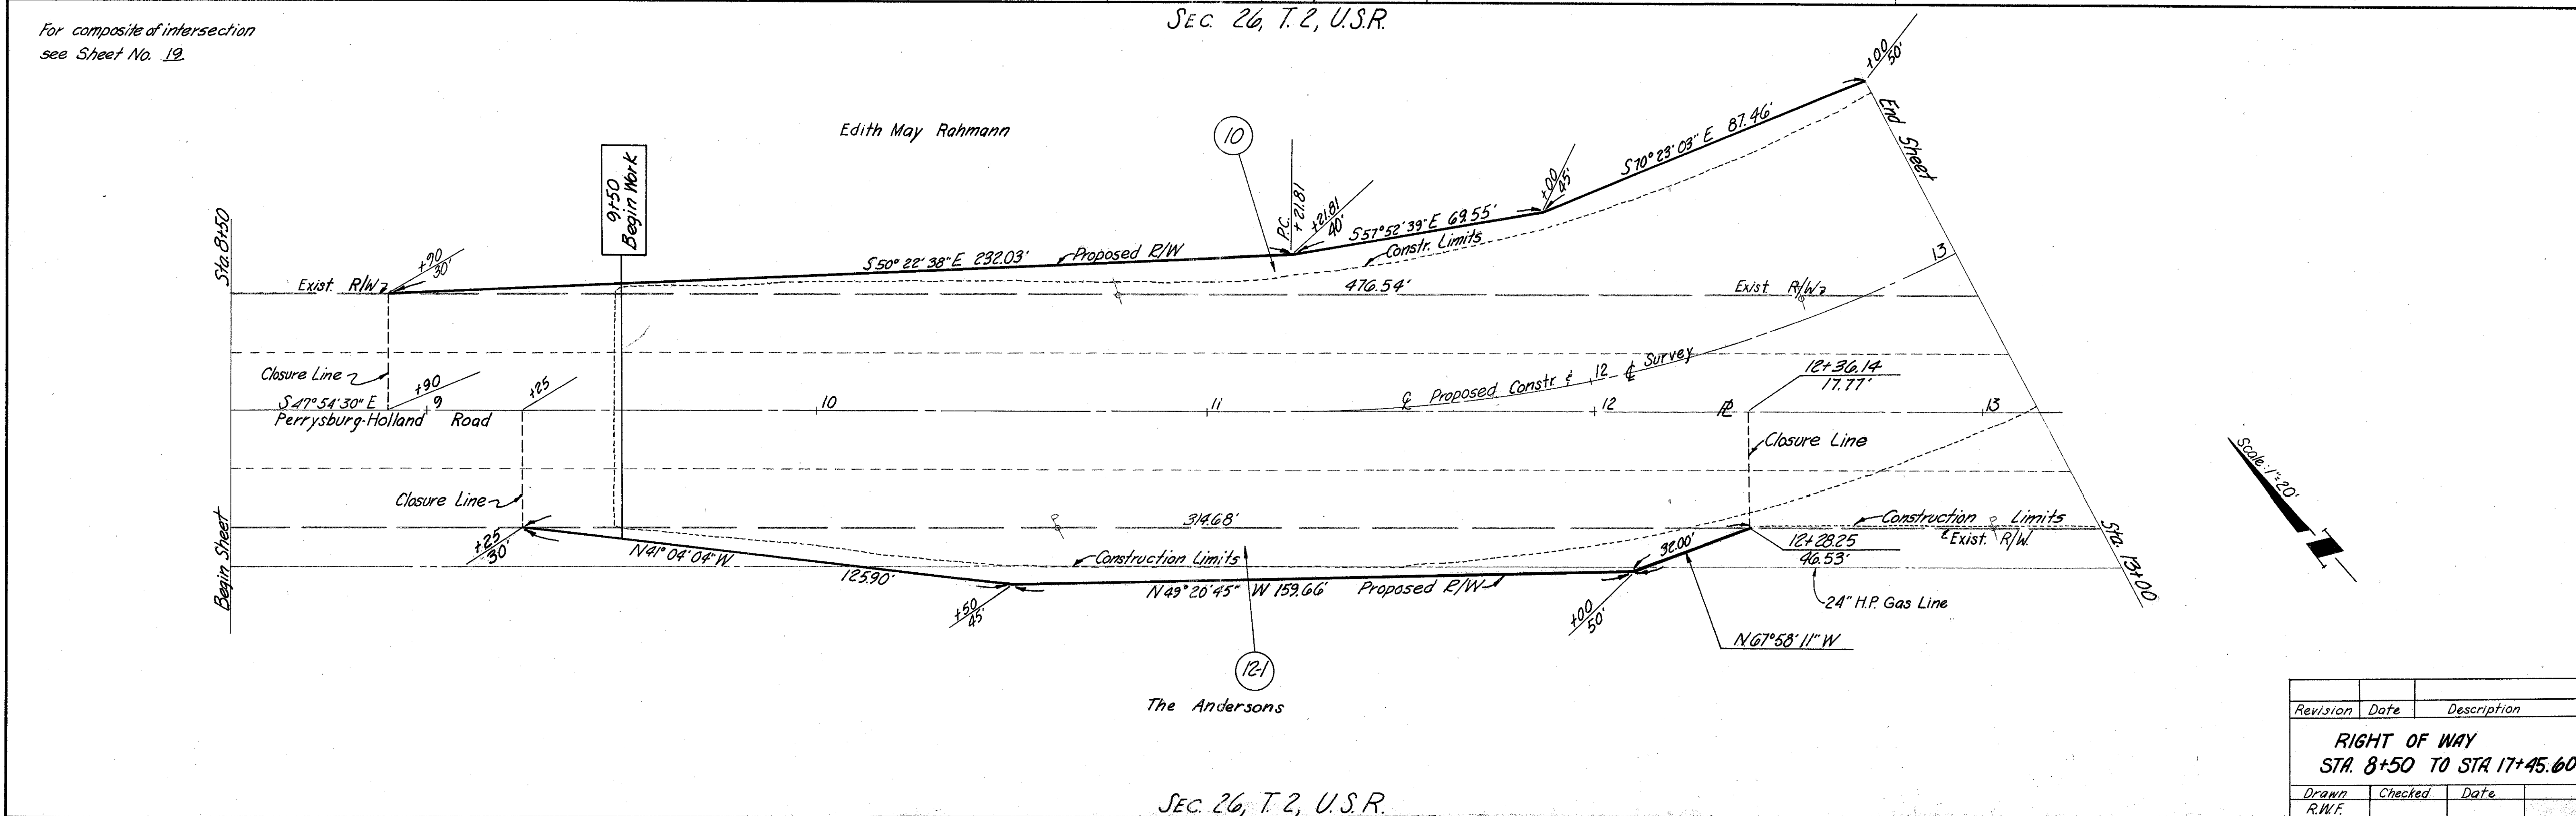 SEC. 26, T. 2, U.S.R.
For composite of intersection
see Sheet No. 19
+00
50'
End Sheet
S70° 23' 03" E 87.46'
Edith May Rahmann
10
9+50
Begin Work
P.C.
+21.81
+21.81
40'
+00
45'
S57° 52' 39" E 69.55'
Constr. Limits
Sta. 8+50
+90
30'
S50° 22' 38" E 232.03'
Proposed R/W
Exist. R/W
476.54'
Exist R/W
13
Closure Line
+90
+25
S47°54'30" E
9
10
11
℄ Proposed Constr & 12 ℄ Survey
12
12+36.14
17.77'
13
Perrysburg-Holland Road
Closure Line
Scale: 1"=20'
Closure Line
Begin Sheet
+25
30'
314.68'
Construction Limits
Exist. R/W.
Sta. 13+00
N41° 04' 04" W
125.90'
Construction Limits
32.00'
12+28.25
46.53'
N49° 20' 45" W 159.66'
Proposed R/W
24" H.P. Gas Line
+50
45'
+00
50'
N67°58' 11" W
12-1
The Andersons
Revision Date Description
RIGHT OF WAY
STA. 8+50 TO STA 17+45.60
Drawn Checked Date
R.W.F.
SEC. 26, T. 2, U.S.R.